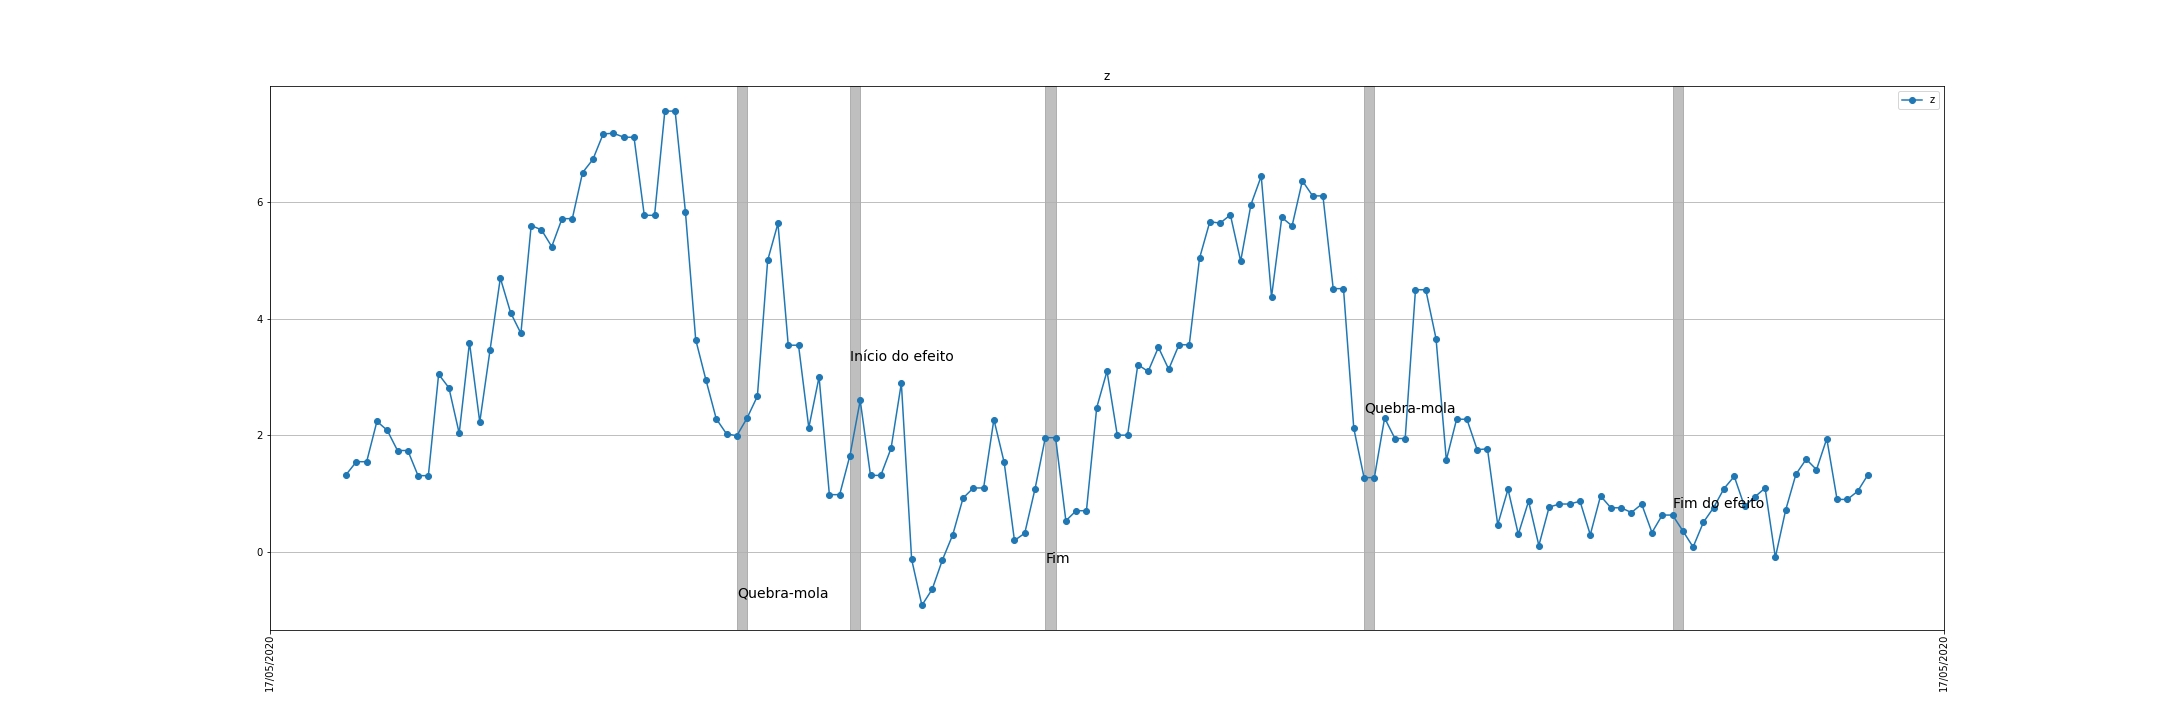 z
z
6
4
2
0
Início do efeito
Quebra-mola
Fim do efeito
Fim
Quebra-mola
17/05/2020
17/05/2020